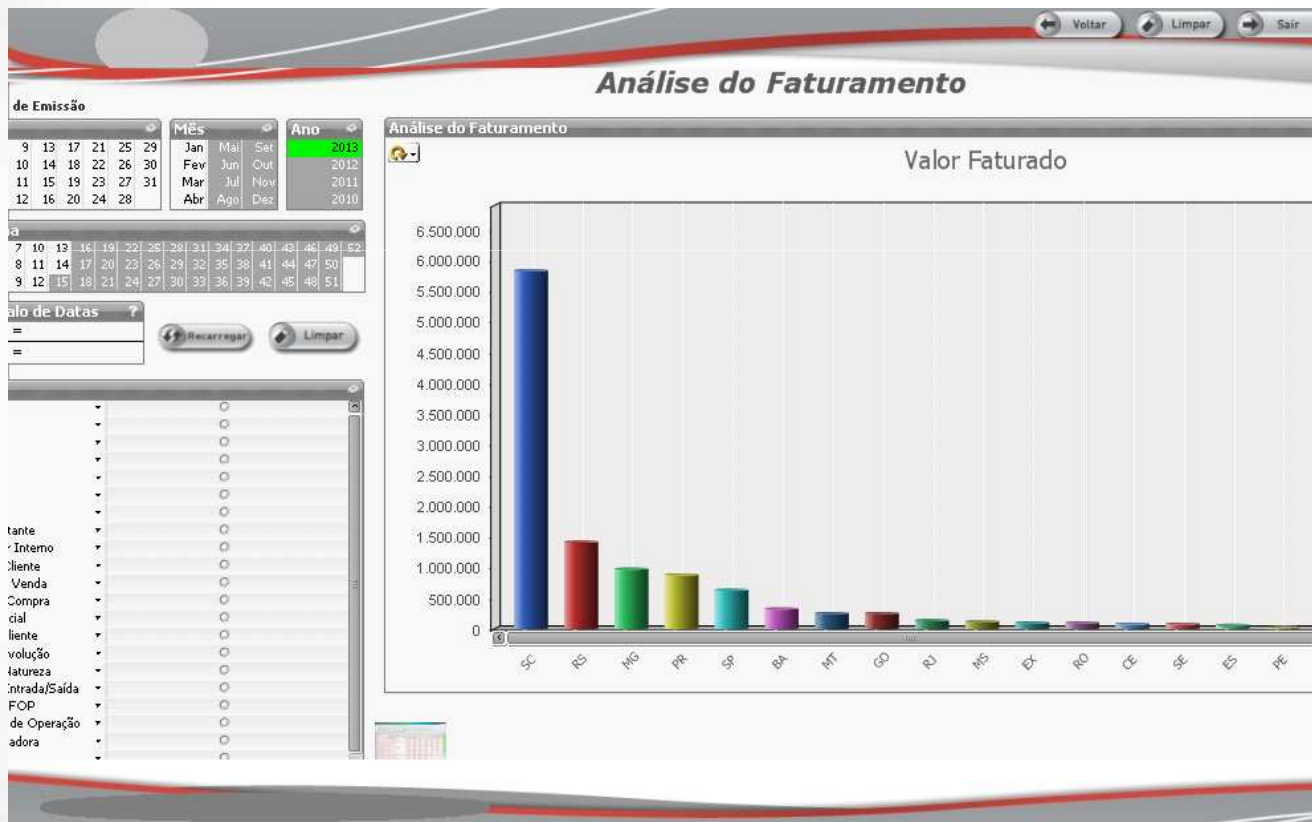 Voltar Limpar Sair
Análise do Faturamento
de Emissão
Mês Ano
9 13 17 21 25 29 Jan Mai Set 2013
10 14 18 22 26 30 Fev Jun Out 2012
11 15 19 23 27 31 Mar Jul Nov 2011
12 16 20 24 28 Abr Ago Dez 2010
a
7 10 13 16 19 22 25 28 31 34 37 40 43 46 49 52
8 11 14 17 20 23 26 29 32 35 38 41 44 47 50
9 12 15 18 21 24 27 30 33 36 39 42 45 48 51
alo de Datas ?
=
=
Recarregar Limpar
tante
r Interno
Cliente
Venda
Compra
cial
liente
volução
Natureza
Entrada/Saída
FOP
de Operação
adora
Análise do Faturamento
Valor Faturado
6.500.000
6.000.000
5.500.000
5.000.000
4.500.000
4.000.000
3.500.000
3.000.000
2.500.000
2.000.000
1.500.000
1.000.000
500.000
0
SC RS MG PR SP BA MT GO RJ MS EX RO CE SE ES PE